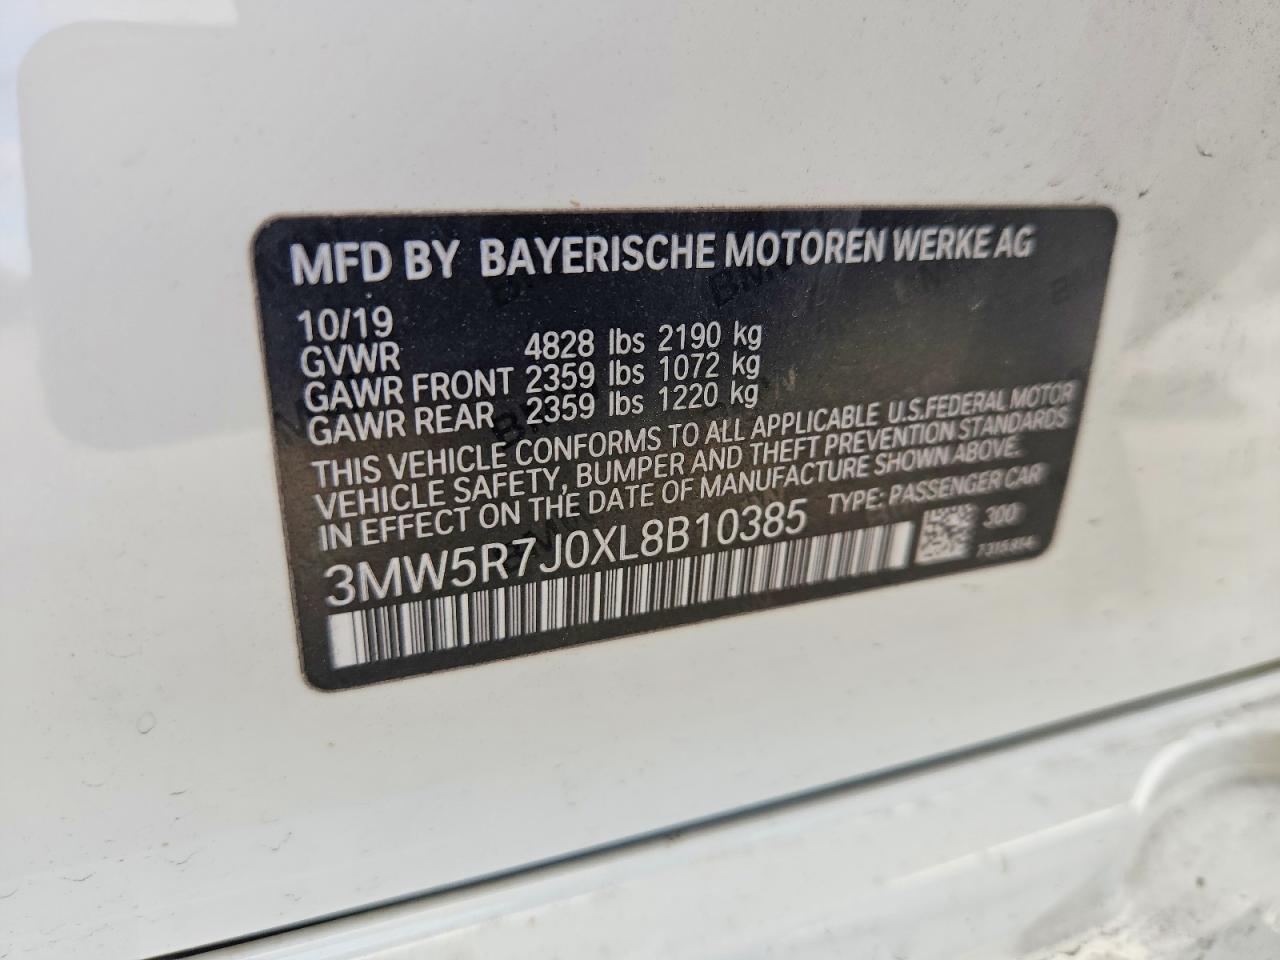 MFD BY BAYERISCHE MOTOREN WERKE AG
10/19
GVWR 4828 lbs 2190 kg
GAWR FRONT 2359 lbs 1072 kg
GAWR REAR 2359 lbs 1220 kg
THIS VEHICLE CONFORMS TO ALL APPLICABLE U.S.FEDERAL MOTOR
VEHICLE SAFETY, BUMPER AND THEFT PREVENTION STANDARDS
IN EFFECT ON THE DATE OF MANUFACTURE SHOWN ABOVE.
3MW5R7J0XL8B10385 TYPE: PASSENGER CAR
300
7316814